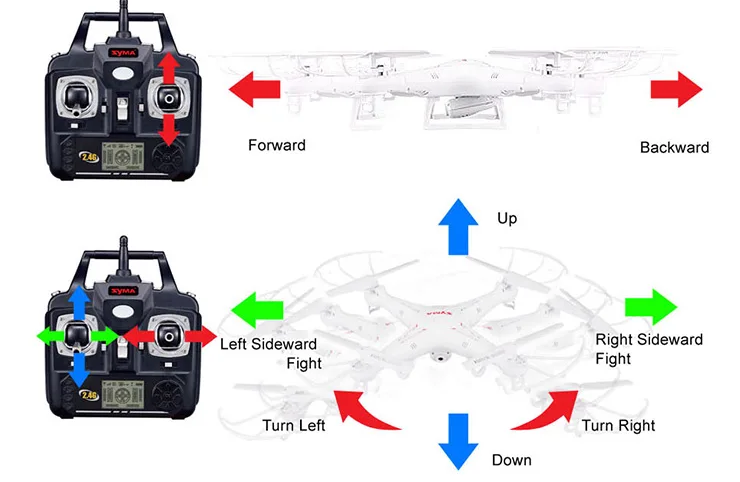 SYMA
Forward
Backward
2.4G
Up
SYMA
SYMA
Left Sideward
Fight
Right Sideward
Fight
Turn Left
Turn Right
2.4G
Down